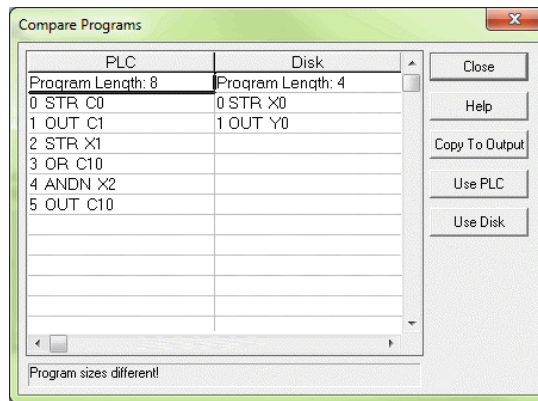 Compare Programs
PLC Disk
Program Length: 8 Program Length: 4
0 STR C0 0 STR X0
1 OUT C1 1 OUT Y0
2 STR X1
3 OR C10
4 ANDN X2
5 OUT C10
Close
Help
Copy To Output
Use PLC
Use Disk
Program sizes different!